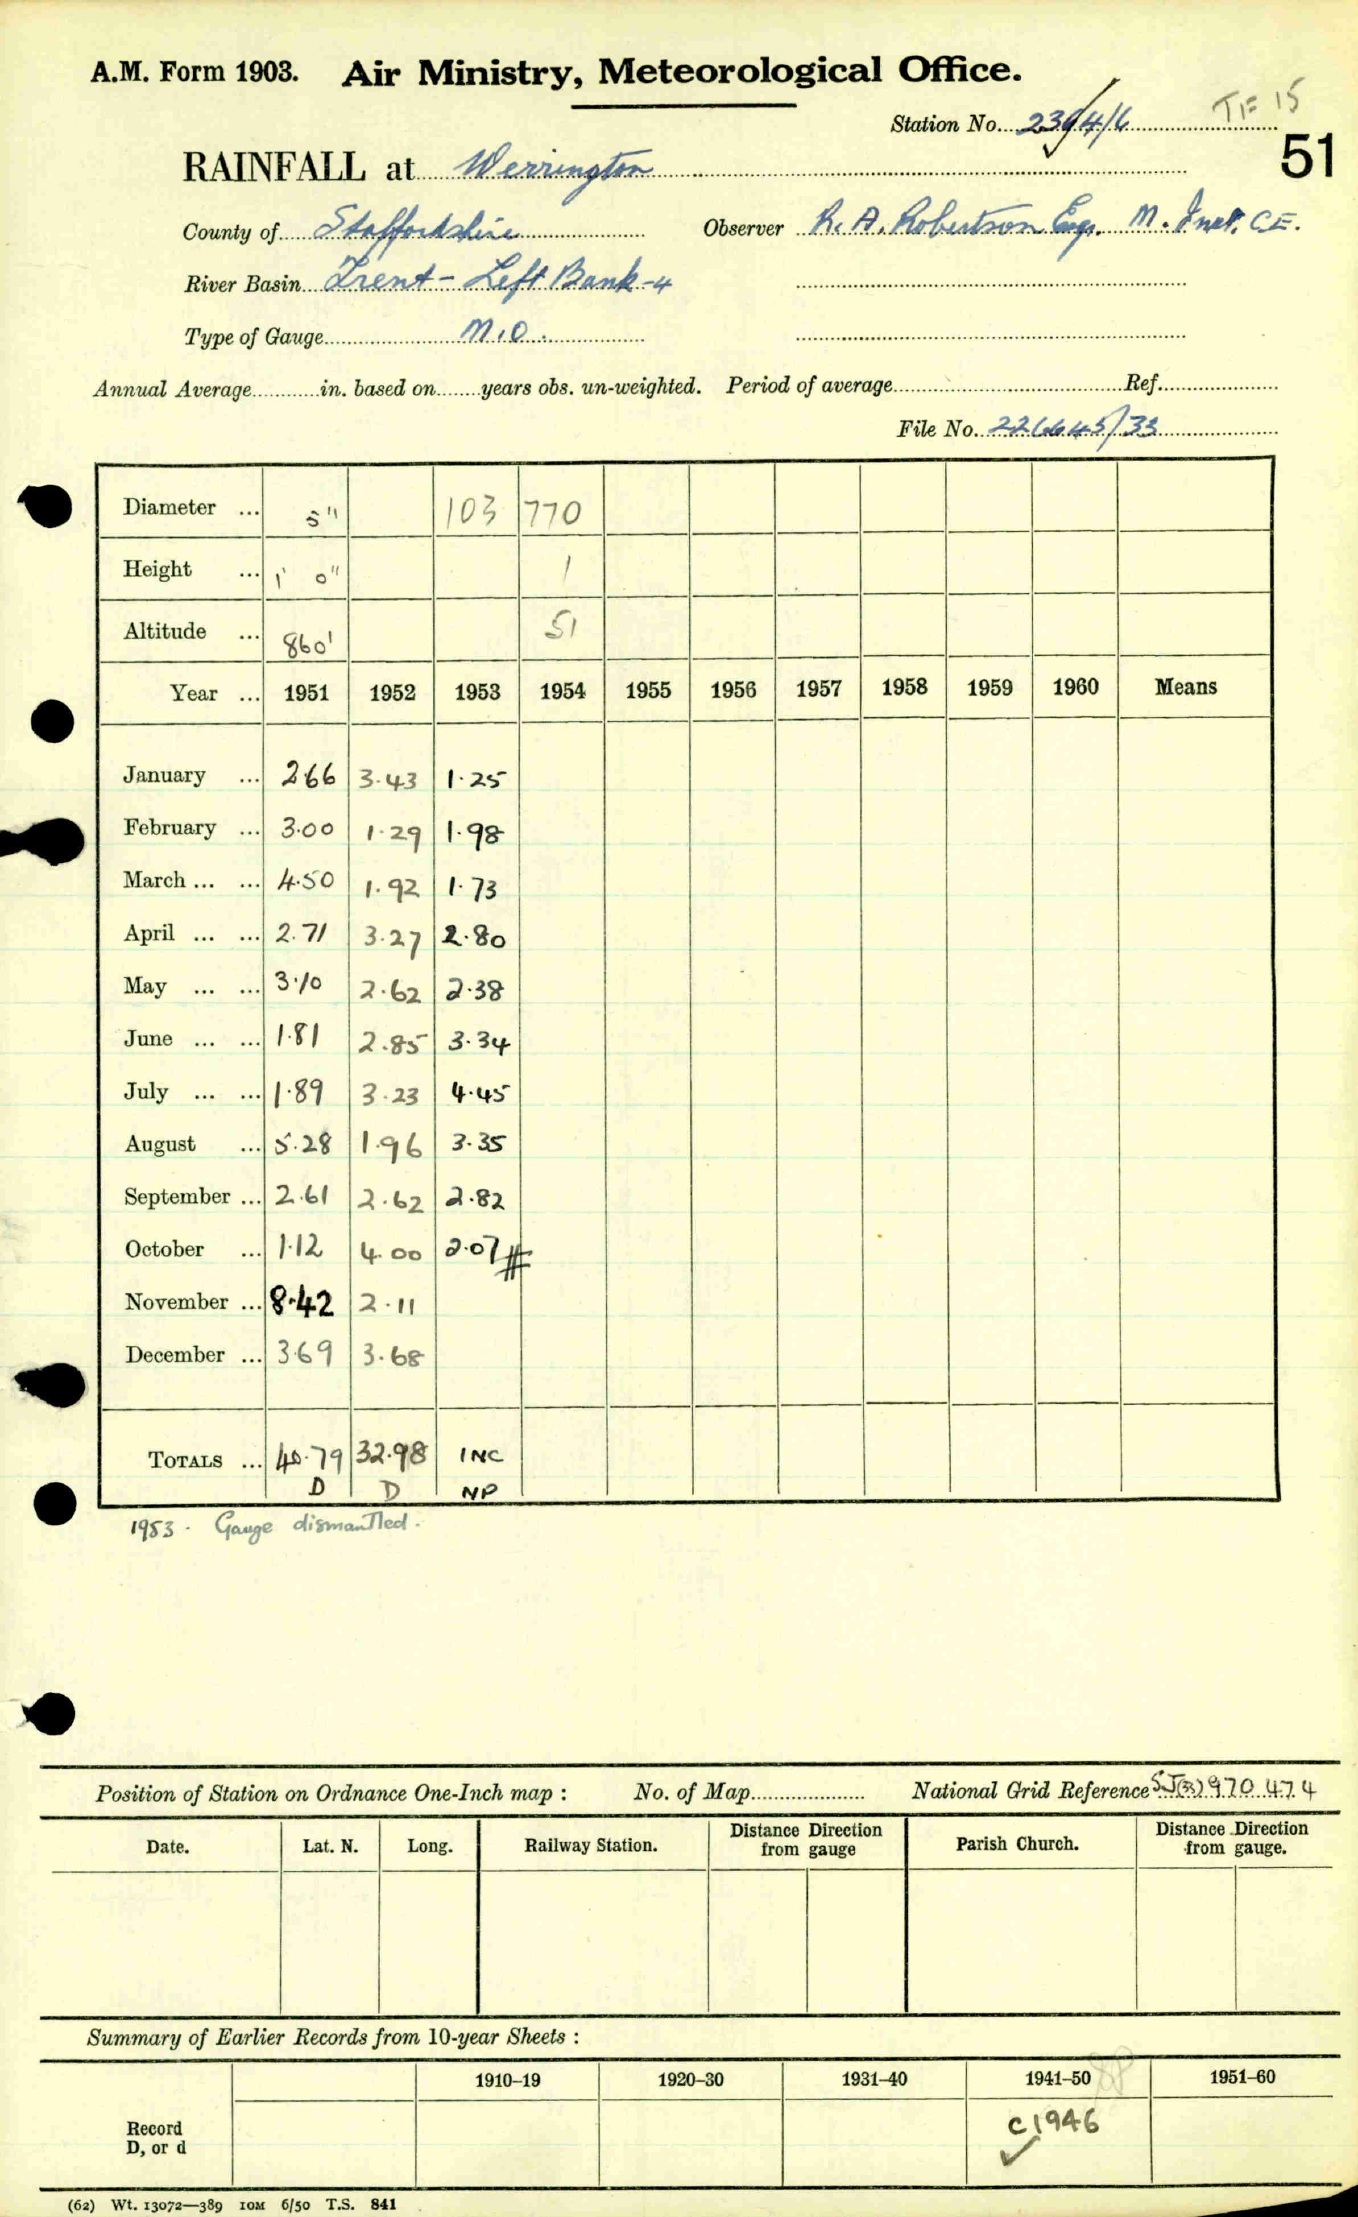 A.M. Form 1903. Air Ministry, Meteorological Office.
Station No. 2394/6 TF 15
51
RAINFALL at Werrington
County of Staffordshire Observer R. A. Robertson Esqr. M. Inst. C.E.
River Basin Trent - Left Bank - 4
Type of Gauge M.O.
Annual Average in. based on years obs. un-weighted. Period of average Ref.
File No. 226645/33
Diameter ... 5" 103 770
Height ... 1' 0" 1
Altitude ... 860' 51
Year ... 1951 1952 1953 1954 1955 1956 1957 1958 1959 1960 Means
January ... 2.66 3.43 1.25
February ... 3.00 1.29 1.98
March ... ... 4.50 1.92 1.73
April ... ... 2.71 3.27 2.80
May ... ... 3.10 2.62 2.38
June ... ... 1.81 2.85 3.34
July ... ... 1.89 3.23 4.45
August ... 5.28 1.96 3.35
September ... 2.61 2.62 2.82
October ... 1.12 4.00 2.07 #
November ... 8.42 2.11
December ... 3.69 3.68
TOTALS ... 40.79 32.98 INC
D D NP
1953. Gauge dismantled.
Position of Station on Ordnance One-Inch map : No. of Map National Grid Reference SJ(33)970.474
Date. Lat. N. Long. Railway Station. Distance Direction from gauge Parish Church. Distance Direction from gauge.
Summary of Earlier Records from 10-year Sheets :
1910–19 1920–30 1931–40 1941–50 1951–60
Record D, or d C1946
(62) Wt. 13072—389 10M 6/50 T.S. 841